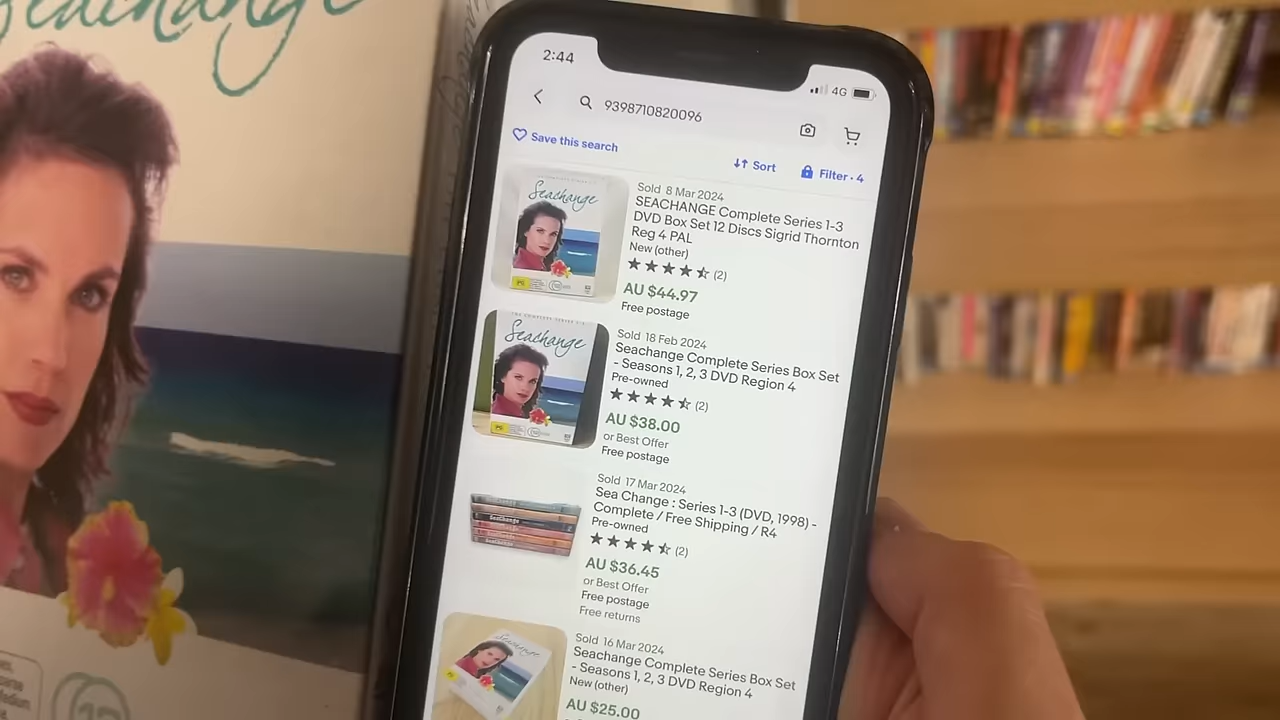 Seachange
2:44
4G
9398710820096
Save this search
Sort
Filter · 4
Seachange
Sold 8 Mar 2024
SEACHANGE Complete Series 1-3
DVD Box Set 12 Discs Sigrid Thornton
Reg 4 PAL
New (other)
(2)
AU $44.97
Free postage
Seachange
PG
Sold 18 Feb 2024
Seachange Complete Series Box Set
- Seasons 1, 2, 3 DVD Region 4
Pre-owned
(2)
AU $38.00
or Best Offer
Free postage
SeaChange
Sold 17 Mar 2024
Sea Change : Series 1-3 (DVD, 1998) -
Complete / Free Shipping / R4
Pre-owned
(2)
AU $36.45
or Best Offer
Free postage
Free returns
Seachange
Sold 16 Mar 2024
Seachange Complete Series Box Set
- Seasons 1, 2, 3 DVD Region 4
New (other)
AU $25.00